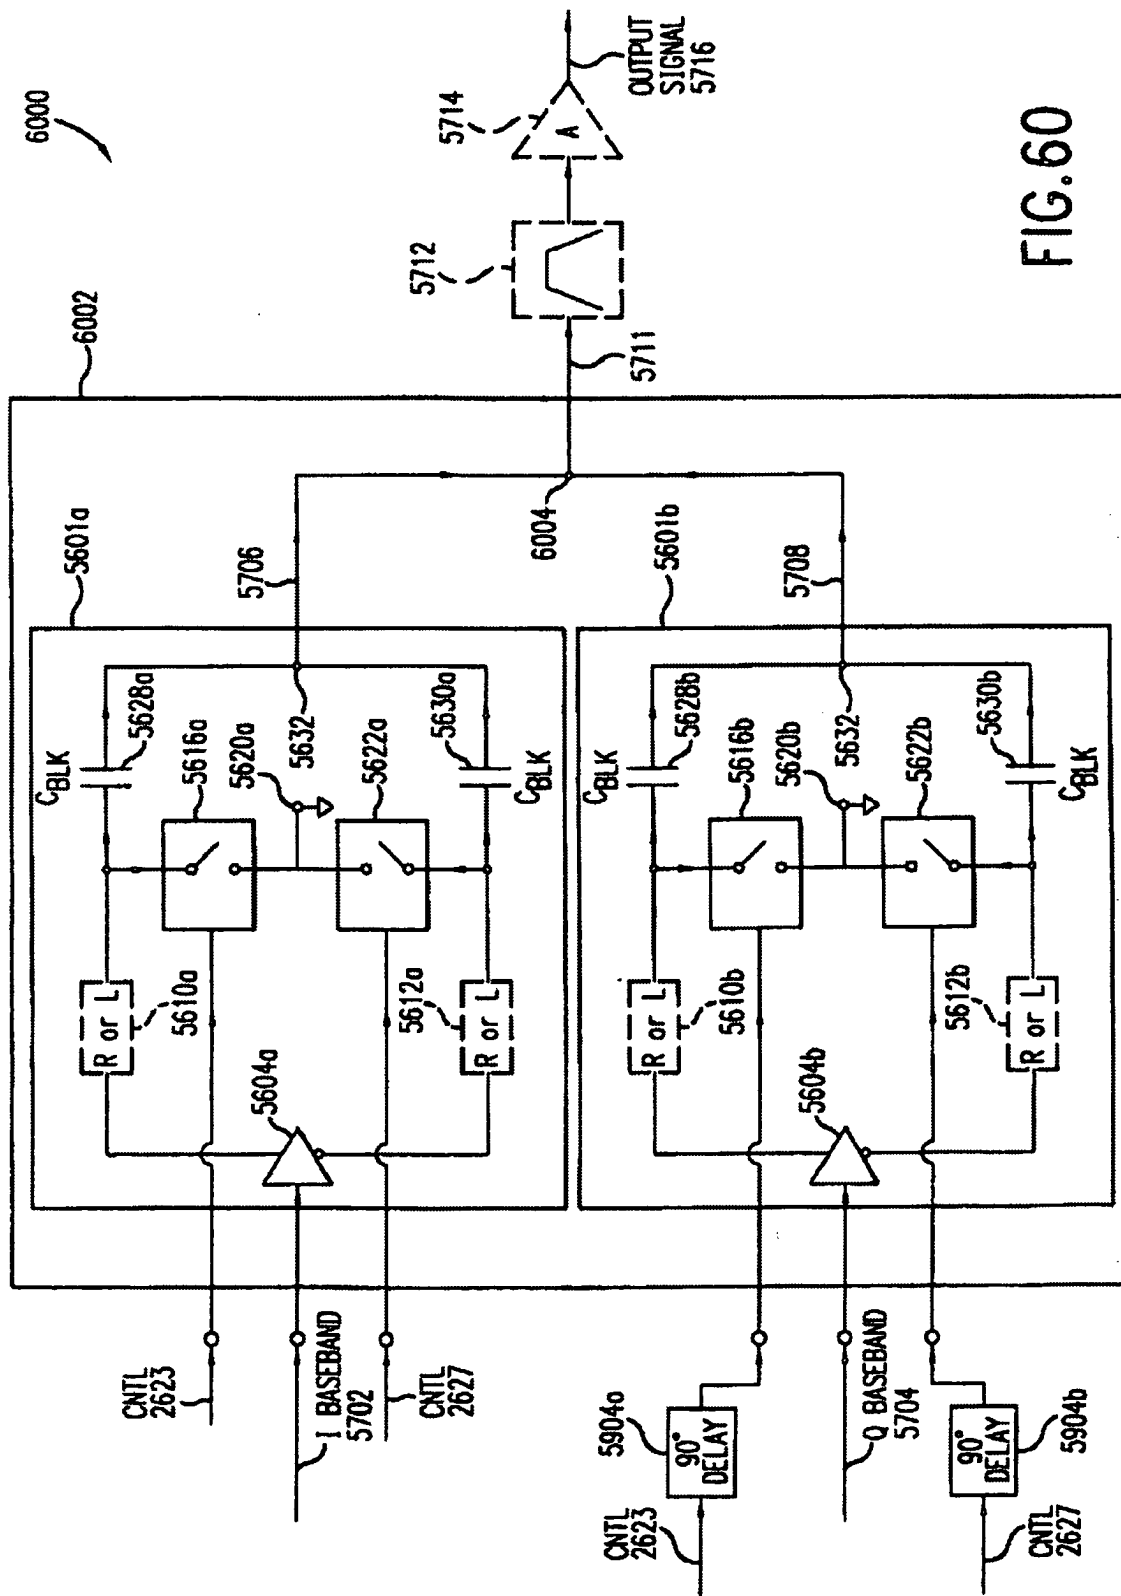 6000
6002
5601a
5706
5711
5712
5714
A
OUTPUT
SIGNAL
5716
CNTL
2623
I BASEBAND
5702
CNTL
2627
5604a
R or L
5610a
R or L
5612a
CBLK
5628a
5616a
5620a
5632
5622a
5630a
CBLK
6004
5601b
5708
CNTL
2623
90°
DELAY
5904a
Q BASEBAND
5704
CNTL
2627
90°
DELAY
5904b
5604b
R or L
5610b
R or L
5612b
CBLK
5628b
5616b
5620b
5632
5622b
5630b
CBLK
FIG.60